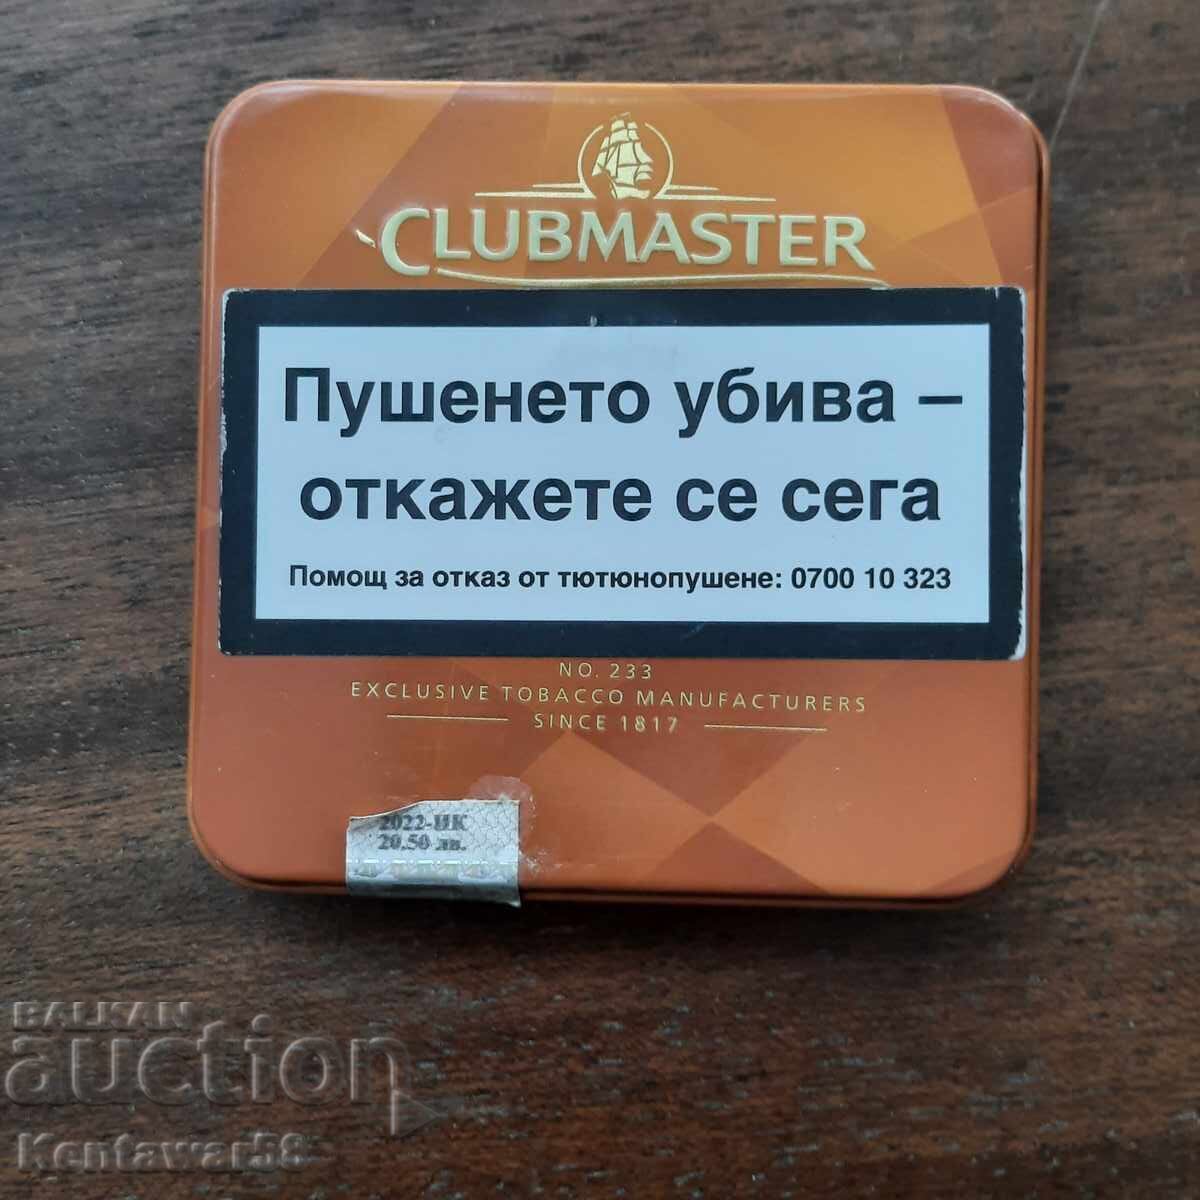 CLUBMASTER
Пушенето убива –
откажете се сега
Помощ за отказ от тютюнопушене: 0700 10 323
NO. 233
EXCLUSIVE TOBACCO MANUFACTURERS
SINCE 1817
2022-ПК
20.50 лв.
BALKAN
auction
Kentawar58